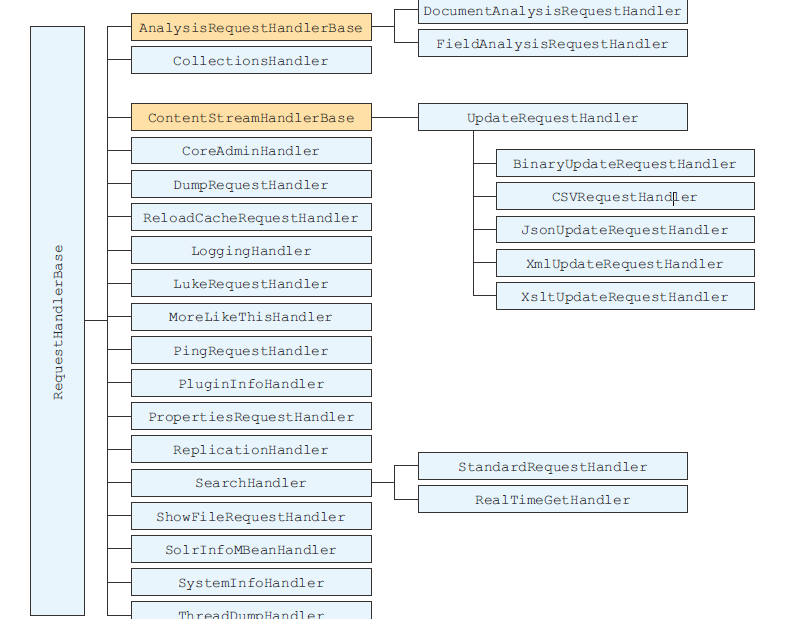 DocumentAnalysisRequestHandler
AnalysisRequestHandlerBase
FieldAnalysisRequestHandler
CollectionsHandler
ContentStreamHandlerBase
UpdateRequestHandler
CoreAdminHandler
BinaryUpdateRequestHandler
DumpRequestHandler
CSVRequestHandler
ReloadCacheRequestHandler
JsonUpdateRequestHandler
LoggingHandler
XmlUpdateRequestHandler
LukeRequestHandler
XsltUpdateRequestHandler
RequestHandlerBase
MoreLikeThisHandler
PingRequestHandler
PluginInfoHandler
PropertiesRequestHandler
ReplicationHandler
StandardRequestHandler
SearchHandler
RealTimeGetHandler
ShowFileRequestHandler
SolrInfoMBeanHandler
SystemInfoHandler
ThreadDumpHandler